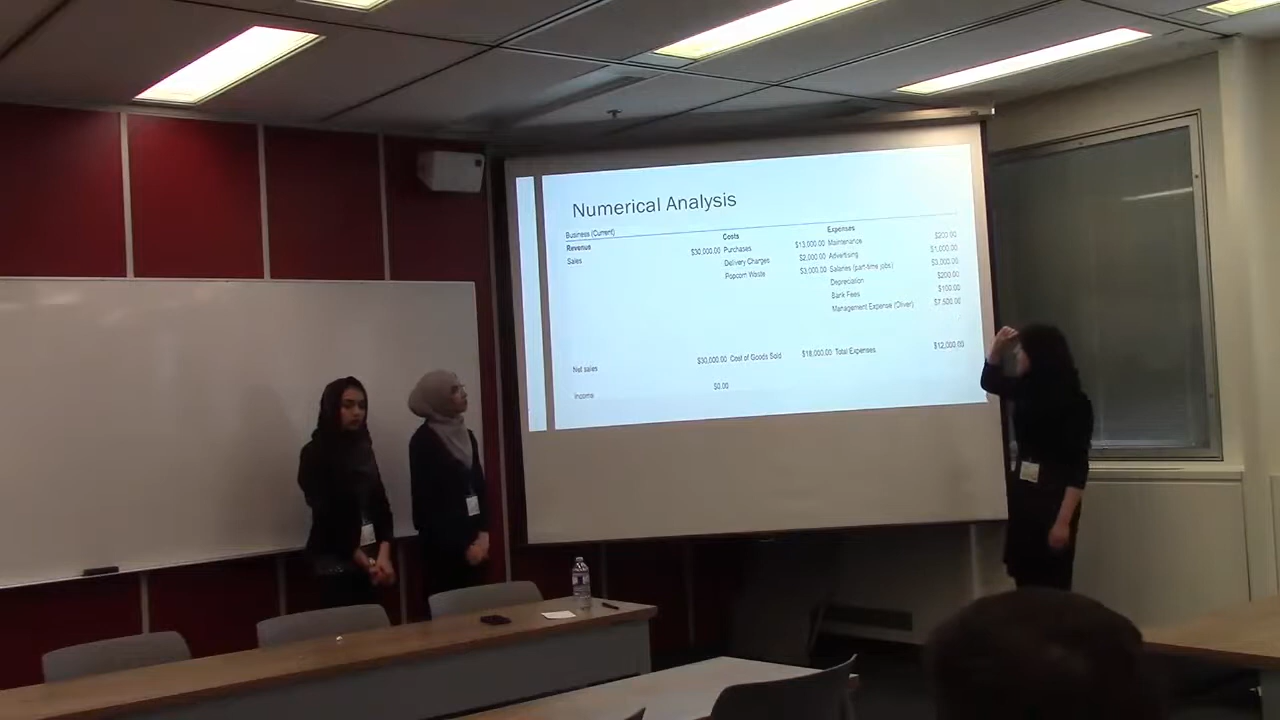 Numerical Analysis
Business (Current)
Revenue Costs Expenses
Sales $30,000.00 Purchases $13,000.00 Maintenance $200.00
Delivery Charges $2,000.00 Advertising $1,000.00
Popcorn Waste $3,000.00 Salaries (part-time jobs) $3,000.00
Depreciation $200.00
Bank Fees $100.00
Management Expense (Oliver) $7,500.00
Net sales $30,000.00 Cost of Goods Sold $18,000.00 Total Expenses $12,000.00
Income $0.00